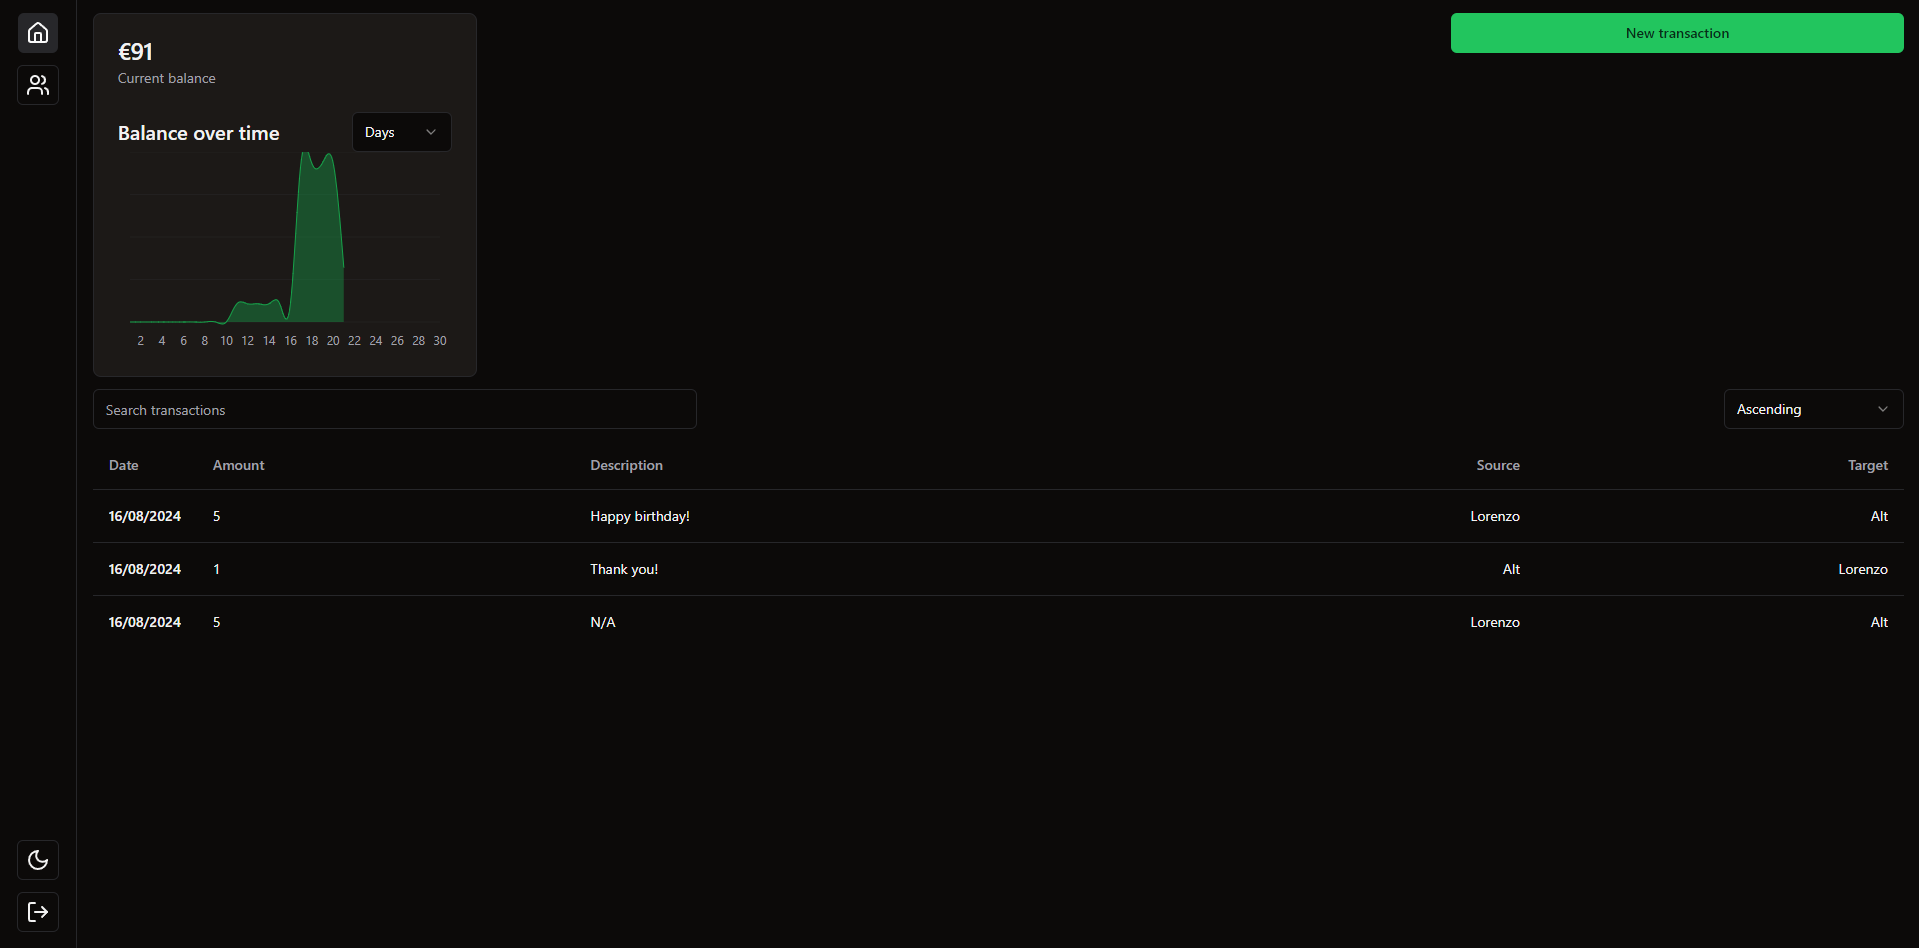 €91
Current balance
New transaction
Balance over time
Days
2 4 6 8 10 12 14 16 18 20 22 24 26 28 30
Search transactions
Ascending
Date Amount Description Source Target
16/08/2024 5 Happy birthday! Lorenzo Alt
16/08/2024 1 Thank you! Alt Lorenzo
16/08/2024 5 N/A Lorenzo Alt